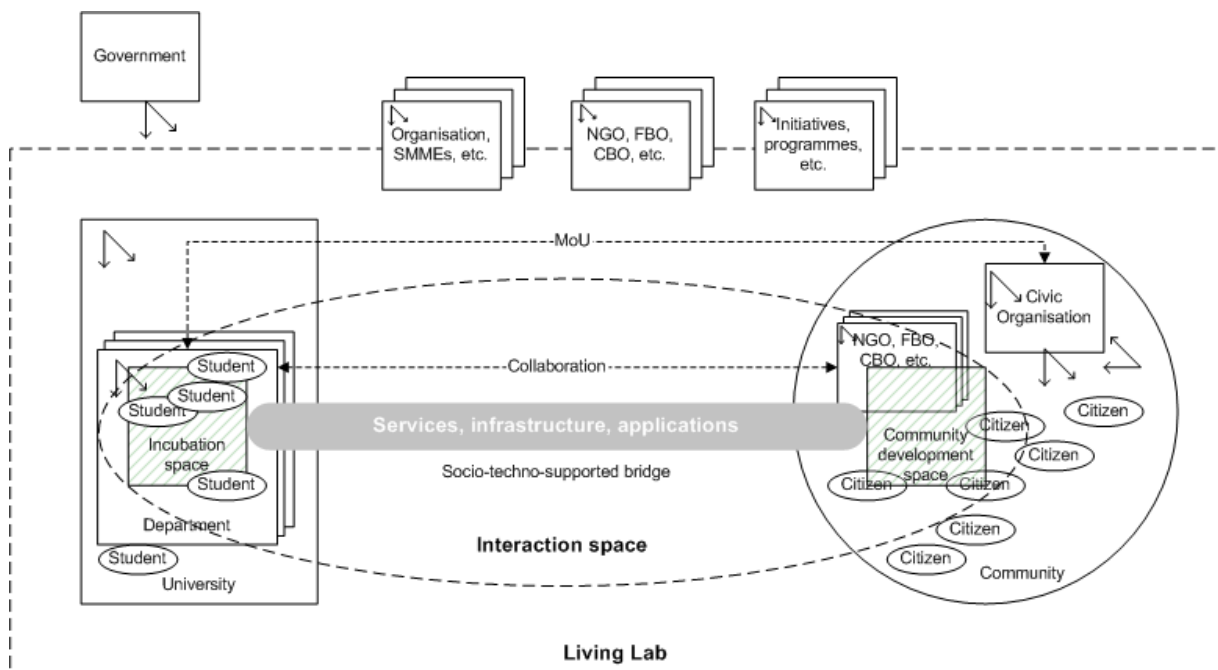 Government
Organisation,
SMMEs, etc.
NGO, FBO,
CBO, etc.
Initiatives,
programmes,
etc.
MoU
Civic
Organisation
NGO, FBO,
CBO, etc.
Collaboration
Student
Student
Student
Incubation
space
Student
Department
Student
University
Services, infrastructure, applications
Socio-techno-supported bridge
Interaction space
Community
development
space
Citizen
Citizen
Citizen
Citizen
Citizen
Citizen
Citizen
Community
Living Lab